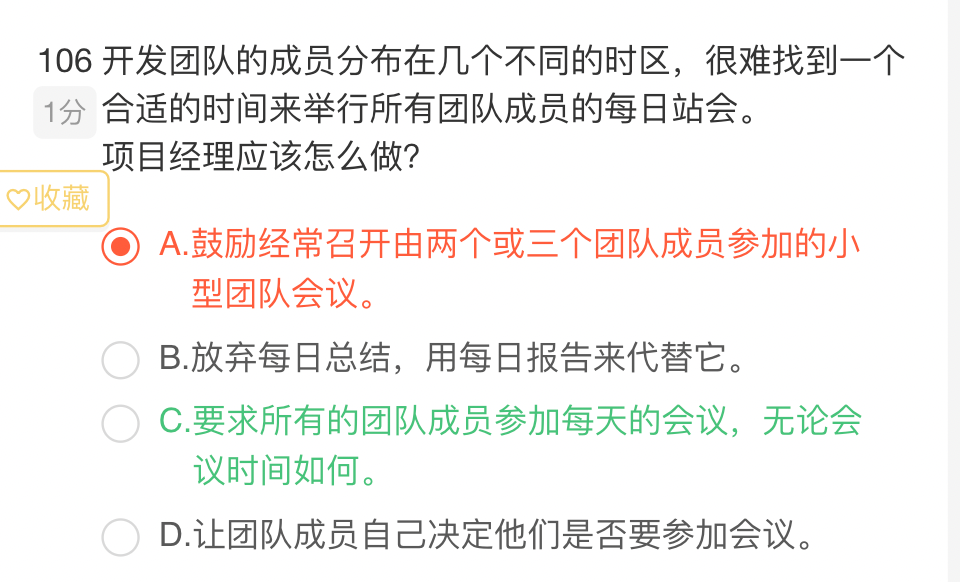 106 开发团队的成员分布在几个不同的时区，很难找到一个
1分 合适的时间来举行所有团队成员的每日站会。
项目经理应该怎么做？
♡收藏
A.鼓励经常召开由两个或三个团队成员参加的小
型团队会议。
B.放弃每日总结，用每日报告来代替它。
C.要求所有的团队成员参加每天的会议，无论会
议时间如何。
D.让团队成员自己决定他们是否要参加会议。